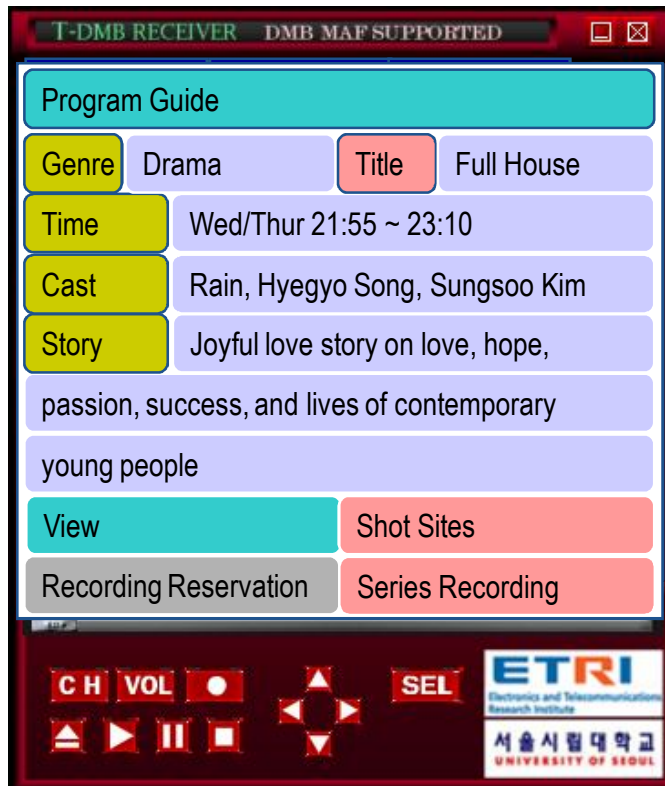 T-DMB RECEIVER DMB MAF SUPPORTED
Program Guide
Genre Drama Title Full House
Time Wed/Thur 21:55 ~ 23:10
Cast Rain, Hyegyo Song, Sungsoo Kim
Story Joyful love story on love, hope,
passion, success, and lives of contemporary
young people
View Shot Sites
Recording Reservation Series Recording
CH VOL SEL
ETRI
Electronics and Telecommunications
Research Institute
서울시립대학교
UNIVERSITY OF SEOUL